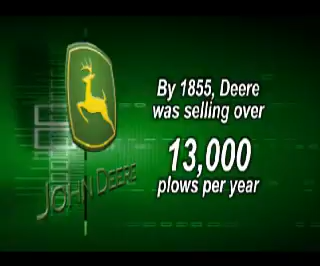 By 1855, Deere
was selling over
13,000
plows per year
JOHN DEERE